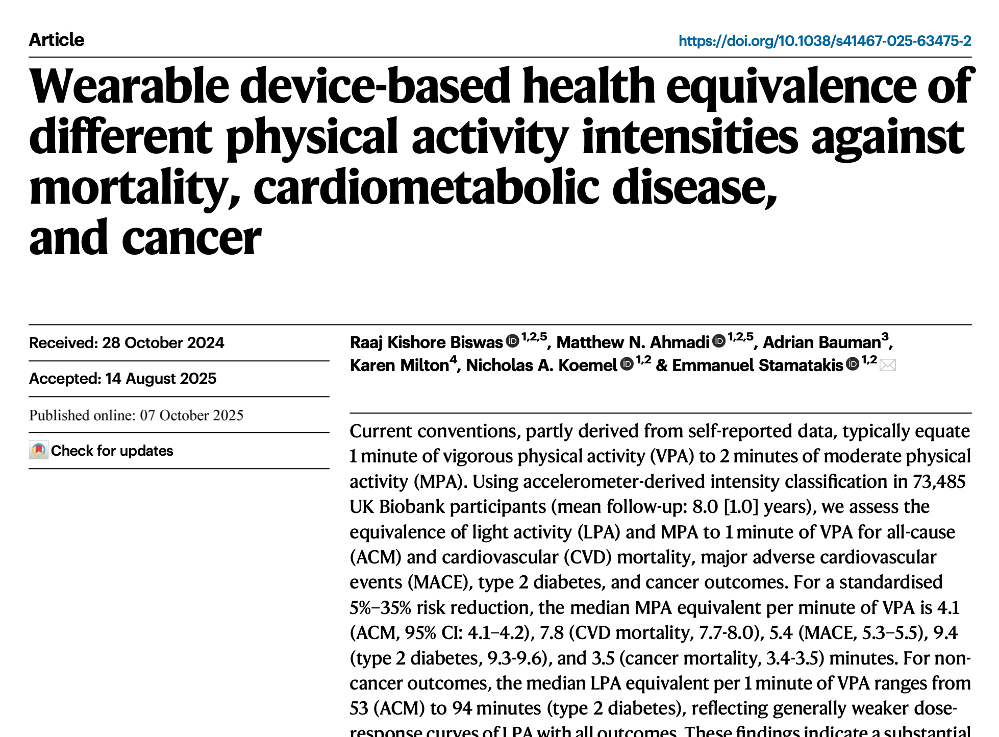 Article
https://doi.org/10.1038/s41467-025-63475-2
Wearable device-based health equivalence of
different physical activity intensities against
mortality, cardiometabolic disease,
and cancer
Received: 28 October 2024
Accepted: 14 August 2025
Published online: 07 October 2025
Check for updates
Raaj Kishore Biswas iD 1,2,5, Matthew N. Ahmadi iD 1,2,5, Adrian Bauman3,
Karen Milton4, Nicholas A. Koemel iD 1,2 & Emmanuel Stamatakis iD 1,2
Current conventions, partly derived from self-reported data, typically equate
1 minute of vigorous physical activity (VPA) to 2 minutes of moderate physical
activity (MPA). Using accelerometer-derived intensity classification in 73,485
UK Biobank participants (mean follow-up: 8.0 [1.0] years), we assess the
equivalence of light activity (LPA) and MPA to 1 minute of VPA for all-cause
(ACM) and cardiovascular (CVD) mortality, major adverse cardiovascular
events (MACE), type 2 diabetes, and cancer outcomes. For a standardised
5%–35% risk reduction, the median MPA equivalent per minute of VPA is 4.1
(ACM, 95% CI: 4.1–4.2), 7.8 (CVD mortality, 7.7-8.0), 5.4 (MACE, 5.3–5.5), 9.4
(type 2 diabetes, 9.3-9.6), and 3.5 (cancer mortality, 3.4-3.5) minutes. For non-
cancer outcomes, the median LPA equivalent per 1 minute of VPA ranges from
53 (ACM) to 94 minutes (type 2 diabetes), reflecting generally weaker dose-
response curves of LPA with all outcomes. These findings indicate a substantial